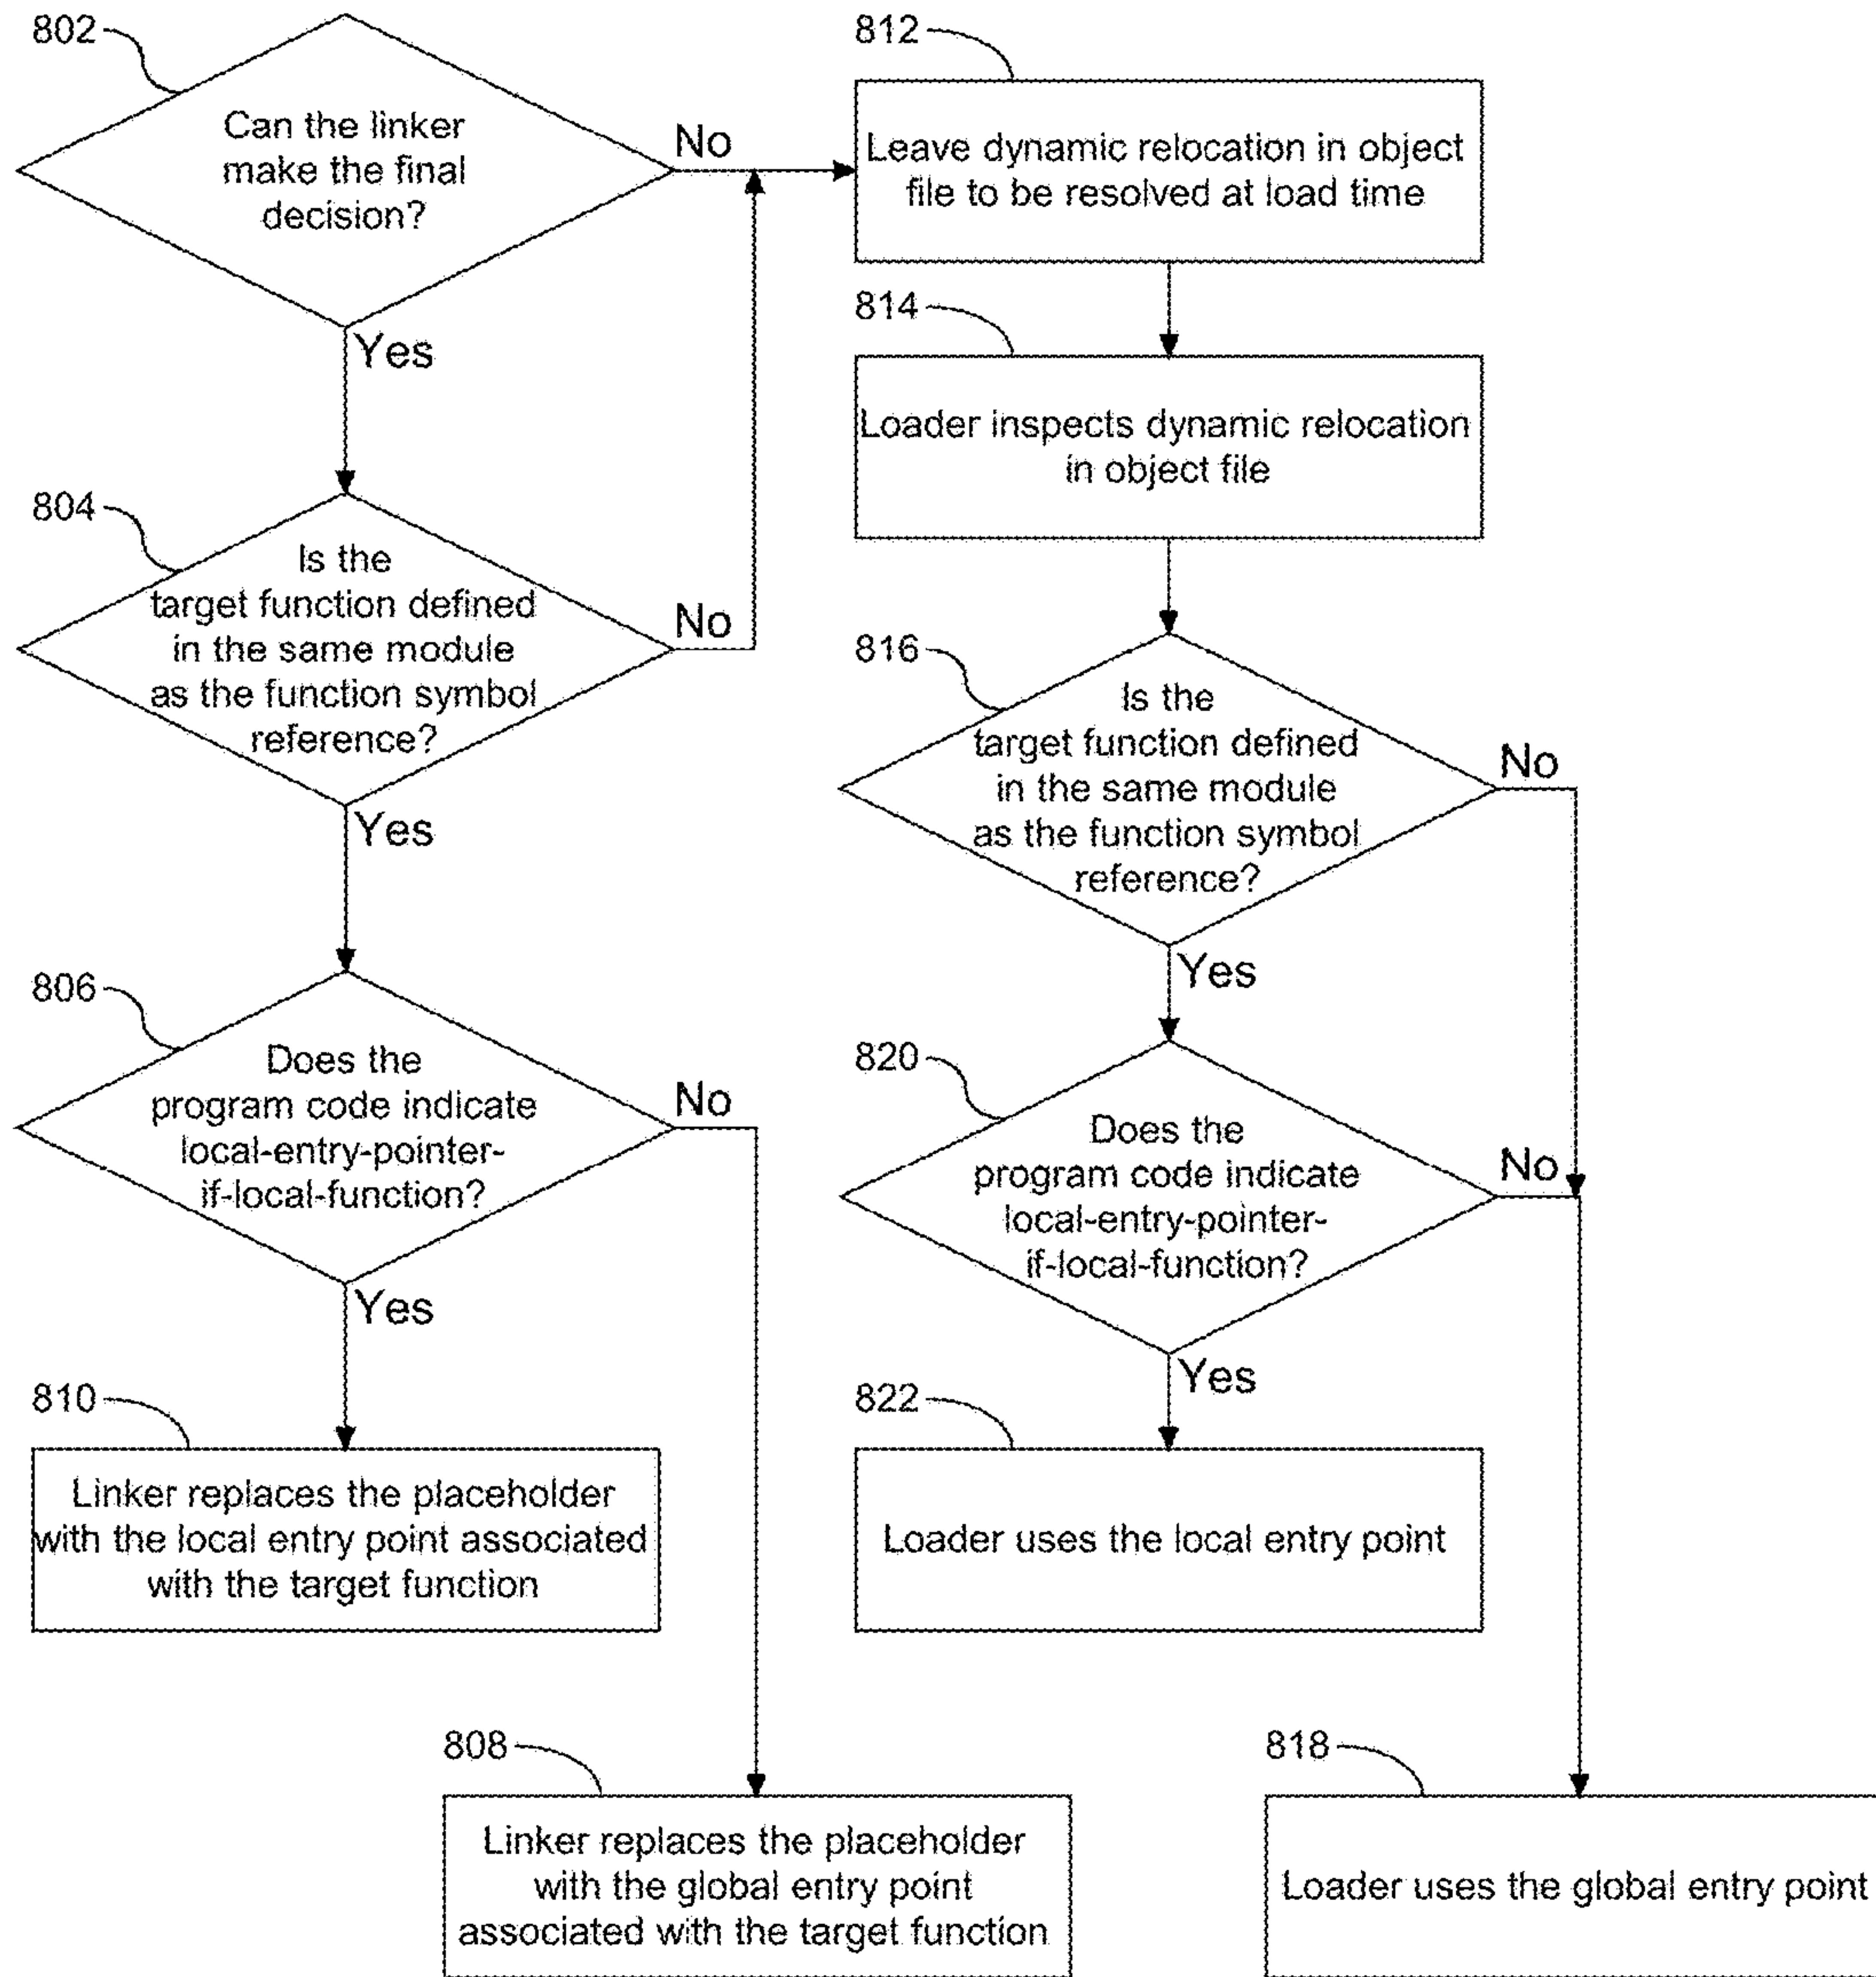 802
Can the linker
make the final
decision?
No
Yes
804
Is the
target function defined
in the same module
as the function symbol
reference?
No
Yes
806
Does the
program code indicate
local-entry-pointer-
if-local-function?
No
Yes
810
Linker replaces the placeholder
with the local entry point associated
with the target function
808
Linker replaces the placeholder
with the global entry point
associated with the target function
812
Leave dynamic relocation in object
file to be resolved at load time
814
Loader inspects dynamic relocation
in object file
816
Is the
target function defined
in the same module
as the function symbol
reference?
No
Yes
820
Does the
program code indicate
local-entry-pointer-
if-local-function?
No
Yes
822
Loader uses the local entry point
818
Loader uses the global entry point